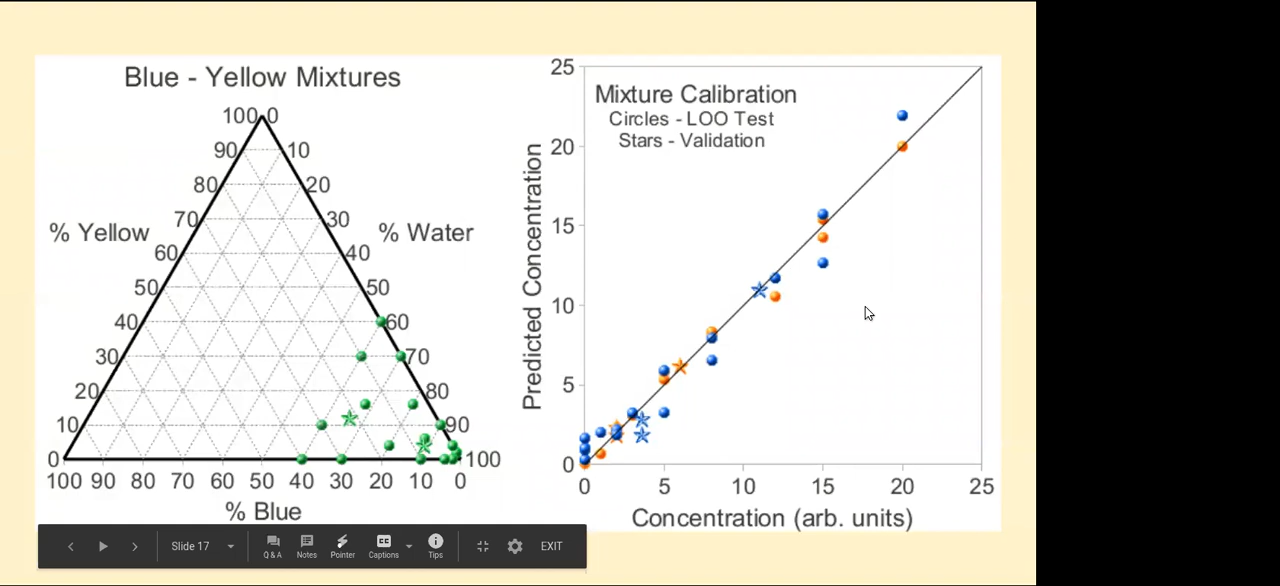 Blue - Yellow Mixtures
100 0
90 10
80 20
70 30
% Yellow % Water
60 40
50 50
40 60
30 70
20 80
10 90
0 100
100 90 80 70 60 50 40 30 20 10 0
% Blue
Mixture Calibration
Circles - LOO Test
Stars - Validation
Predicted Concentration
25
20
15
10
5
0
0 5 10 15 20 25
Concentration (arb. units)
Slide 17
Q & A
Notes
Pointer
Captions
Tips
EXIT